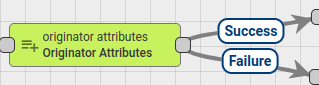 originator attributes
Originator Attributes
Success
Failure